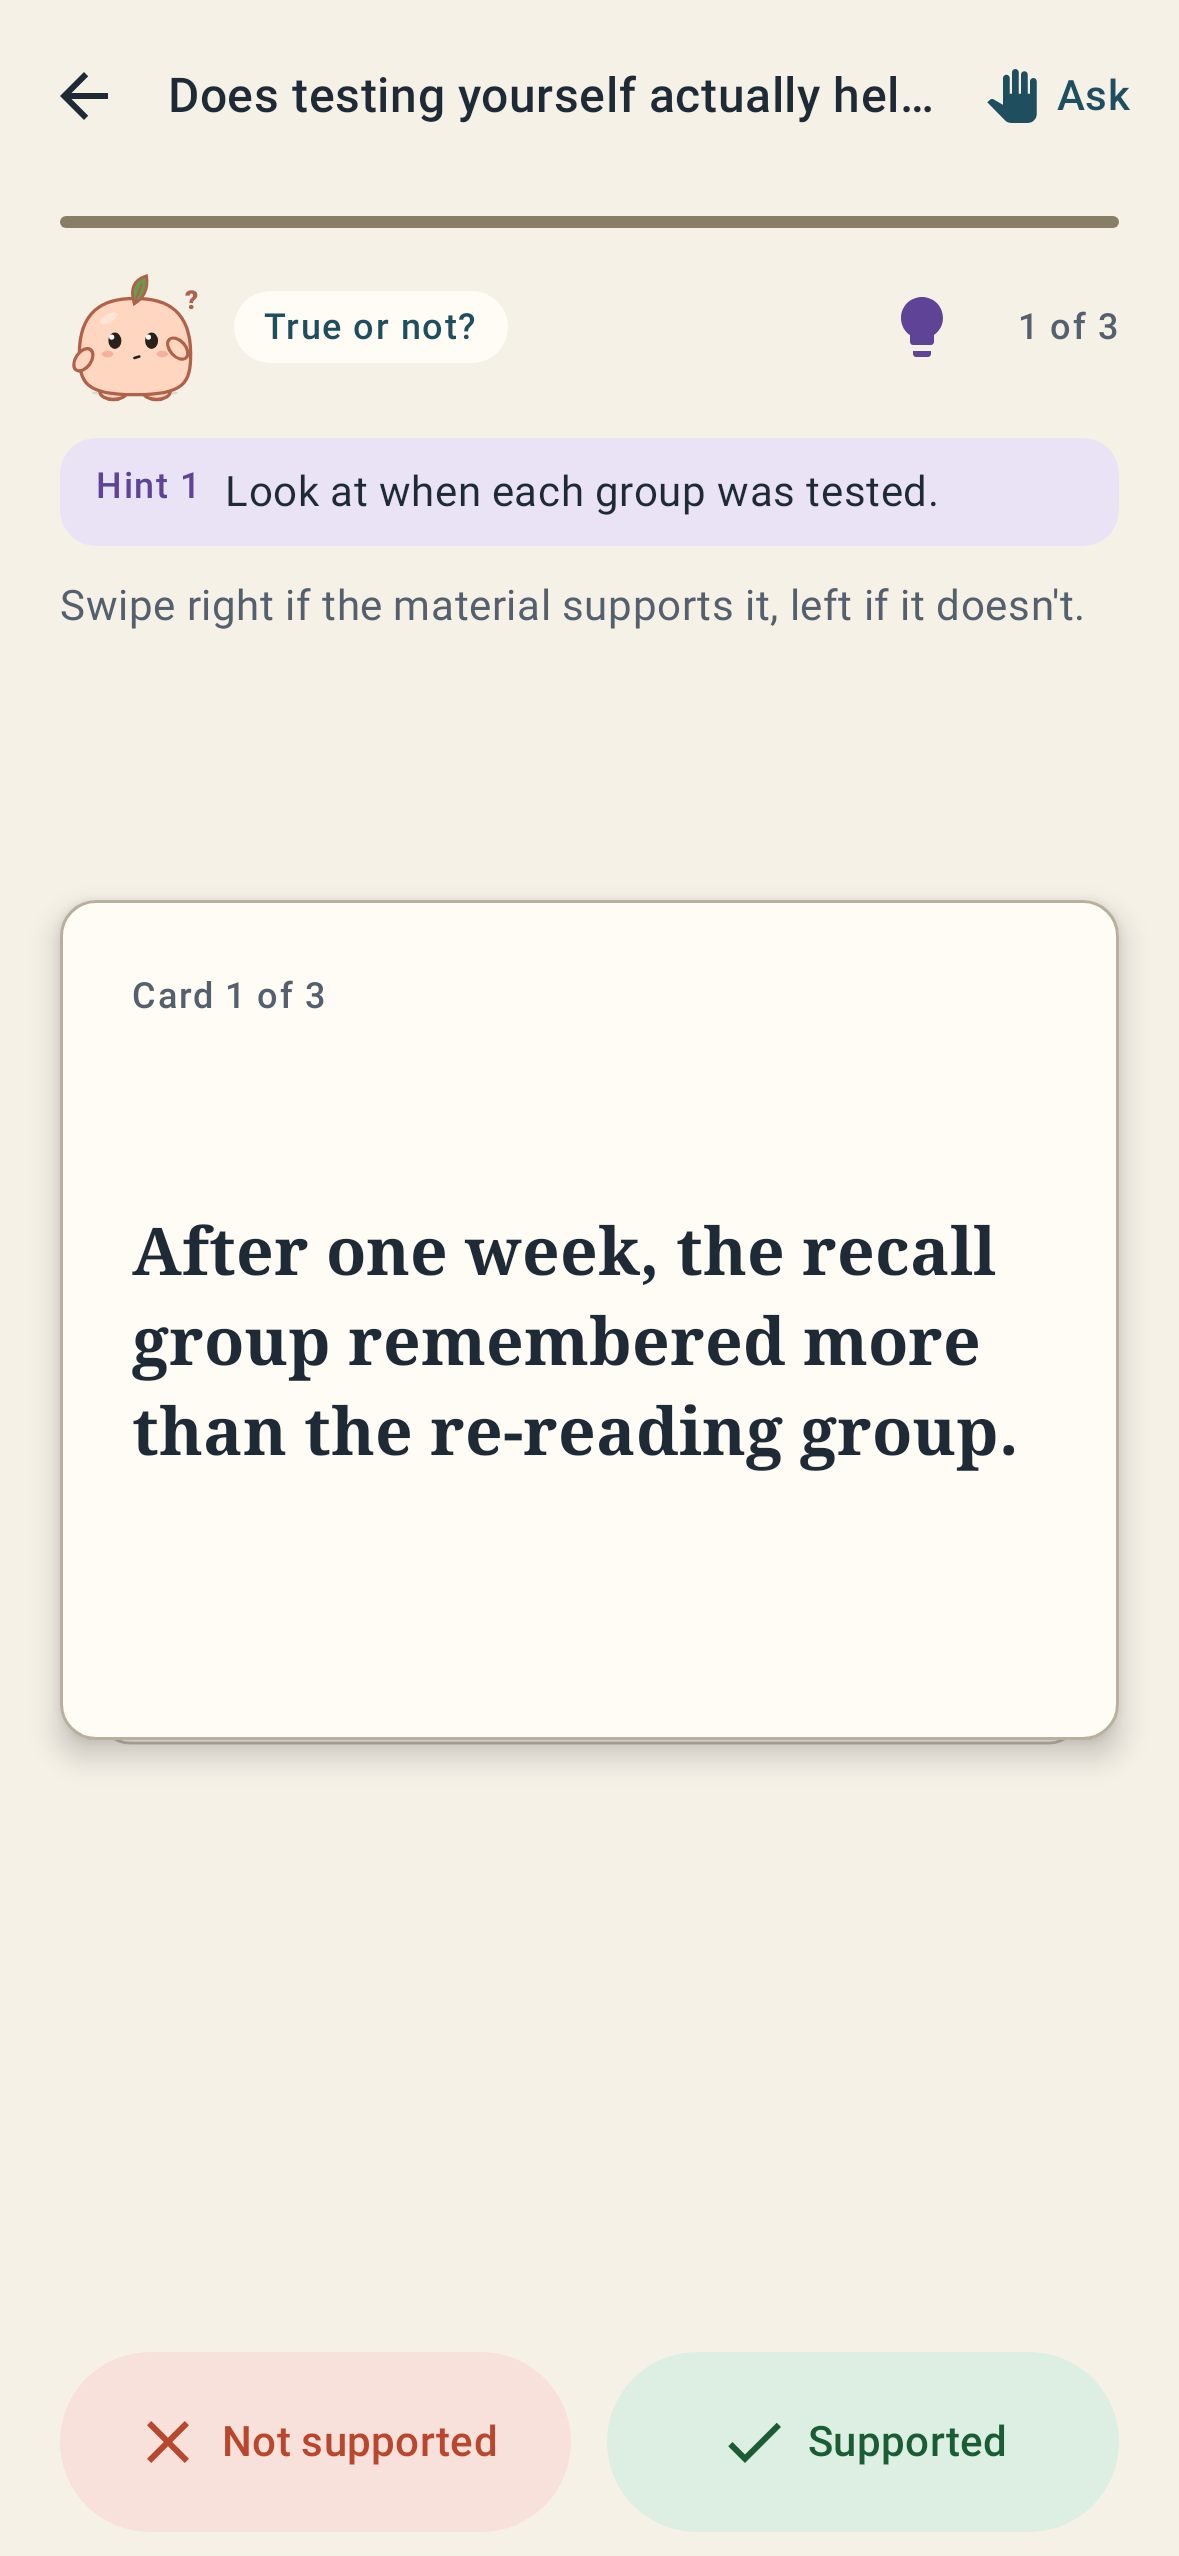 Does testing yourself actually hel…
Ask
?
True or not?
1 of 3
Hint 1 Look at when each group was tested.
Swipe right if the material supports it, left if it doesn't.
Card 1 of 3
After one week, the recall
group remembered more
than the re-reading group.
Not supported
Supported